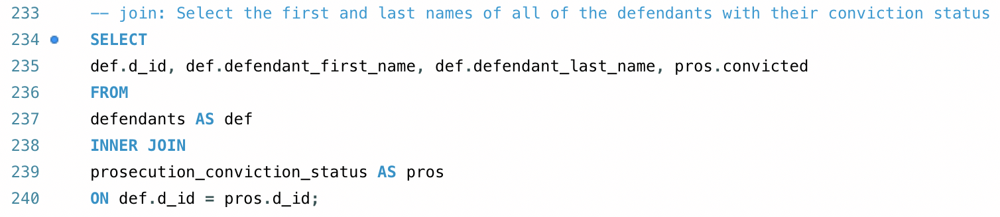 233 -- join: Select the first and last names of all of the defendants with their conviction status
234 SELECT
235 def.d_id, def.defendant_first_name, def.defendant_last_name, pros.convicted
236 FROM
237 defendants AS def
238 INNER JOIN
239 prosecution_conviction_status AS pros
240 ON def.d_id = pros.d_id;